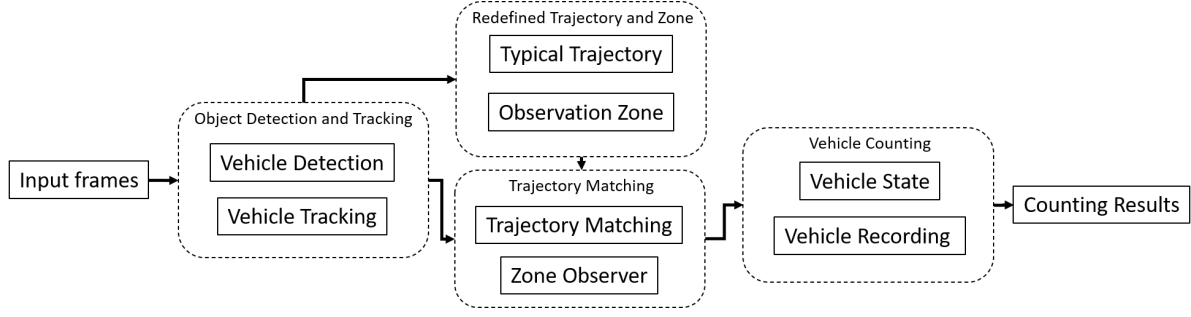 Input frames
Object Detection and Tracking
Vehicle Detection
Vehicle Tracking
Redefined Trajectory and Zone
Typical Trajectory
Observation Zone
Trajectory Matching
Trajectory Matching
Zone Observer
Vehicle Counting
Vehicle State
Vehicle Recording
Counting Results